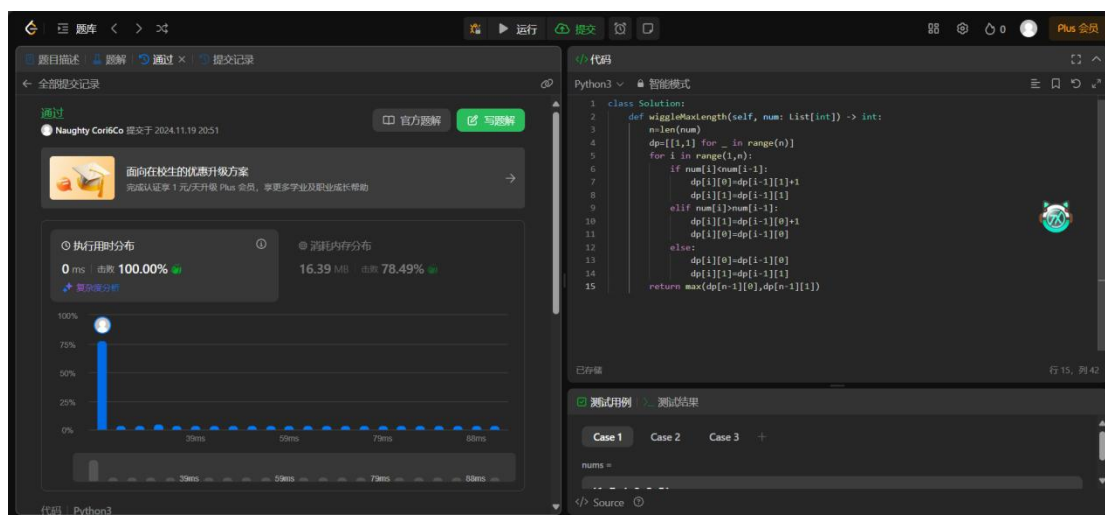 题库
运行
提交
0
Plus 会员
题目描述
题解
通过 ×
提交记录
全部提交记录
通过
Naughty Cori6Co 提交于 2024.11.19 20:51
官方题解
写题解
面向在校生的优惠升级方案
完成认证享 1 元/天升级 Plus 会员，享更多学业及职业成长帮助
执行用时分布
0 ms 击败 100.00%
复杂度分析
消耗内存分布
16.39 MB 击败 78.49%
100%
75%
50%
25%
0%
39ms 59ms 79ms 88ms
39ms 59ms 79ms 88ms
代码 Python3
</> 代码
Python3 智能模式
1 class Solution:
2 def wiggleMaxLength(self, num: List[int]) -> int:
3 n=len(num)
4 dp=[[1,1] for _ in range(n)]
5 for i in range(1,n):
6 if num[i]<num[i-1]:
7 dp[i][0]=dp[i-1][1]+1
8 dp[i][1]=dp[i-1][1]
9 elif num[i]>num[i-1]:
10 dp[i][1]=dp[i-1][0]+1
11 dp[i][0]=dp[i-1][0]
12 else:
13 dp[i][0]=dp[i-1][0]
14 dp[i][1]=dp[i-1][1]
15 return max(dp[n-1][0],dp[n-1][1])
已存储
行 15, 列 42
测试用例
>_ 测试结果
Case 1 Case 2 Case 3 +
nums =
</> Source